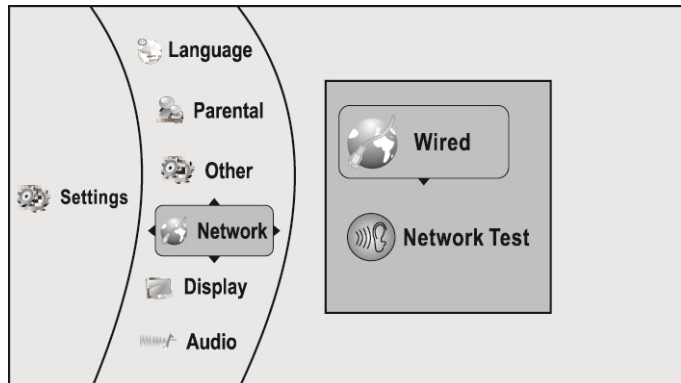 Settings
Language
Parental
Other
Network
Display
Audio
Wired
Network Test